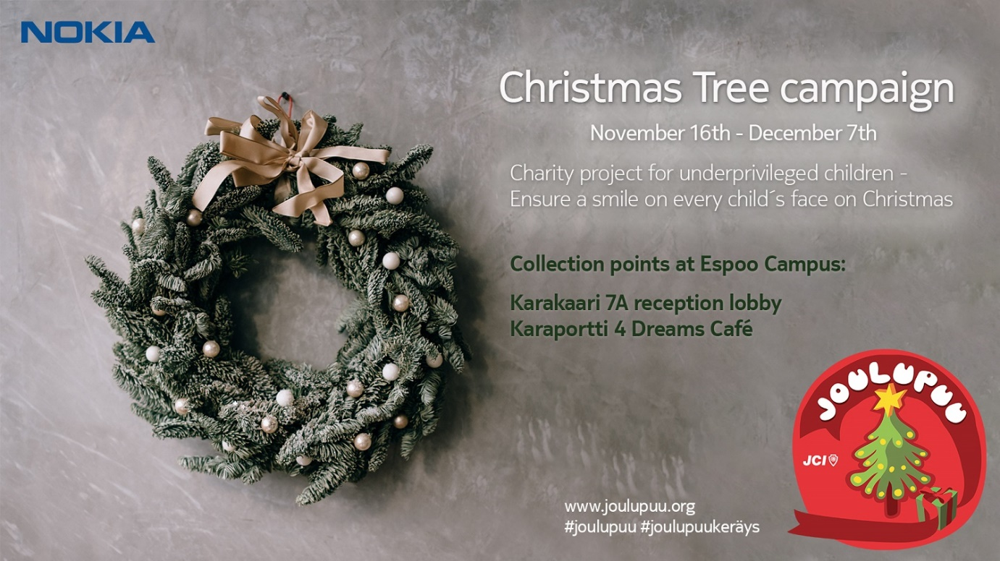 NOKIA
Christmas Tree campaign
November 16th - December 7th
Charity project for underprivileged children -
Ensure a smile on every child´s face on Christmas
Collection points at Espoo Campus:
Karakaari 7A reception lobby
Karaportti 4 Dreams Café
JOULUPUU
JCI
www.joulupuu.org
#joulupuu #joulupuukeräys